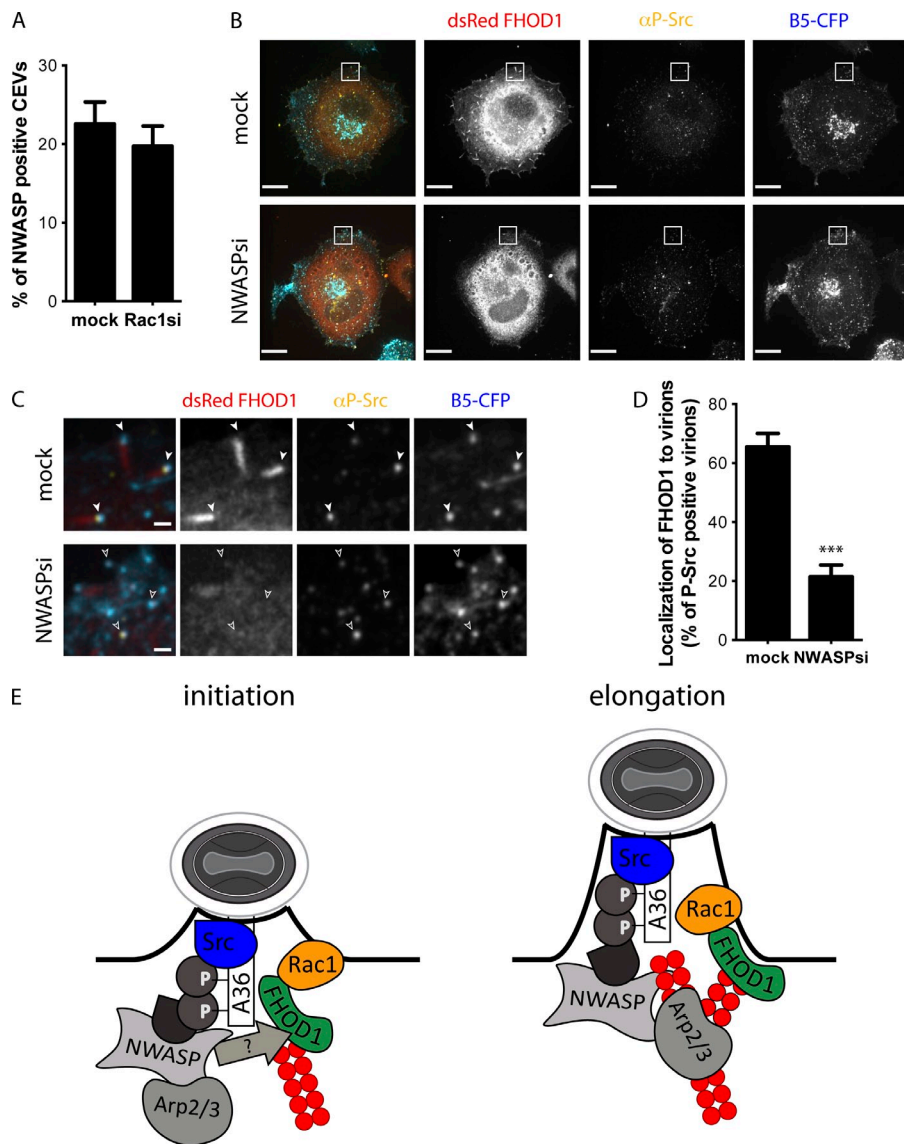 A
% of NWASP positive CEVs
30
20
10
0
mock Rac1si
B
dsRed FHOD1 αP-Src B5-CFP
mock
NWASPsi
C
dsRed FHOD1 αP-Src B5-CFP
mock
NWASPsi
D
Localization of FHOD1 to virions
(% of P-Src positive virions)
80
60
40
20
0
***
mock NWASPsi
E
initiation
Src
P
P
A36
Rac1
FHOD1
NWASP
?
Arp2/3
elongation
Src
P
P
A36
Rac1
FHOD1
NWASP
Arp2/3